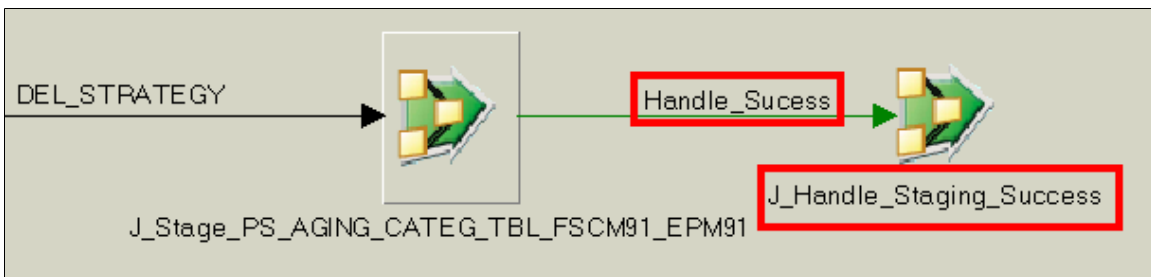 DEL_STRATEGY
Handle_Sucess
J_Handle_Staging_Success
J_Stage_PS_AGING_CATEG_TBL_FSCM91_EPM91